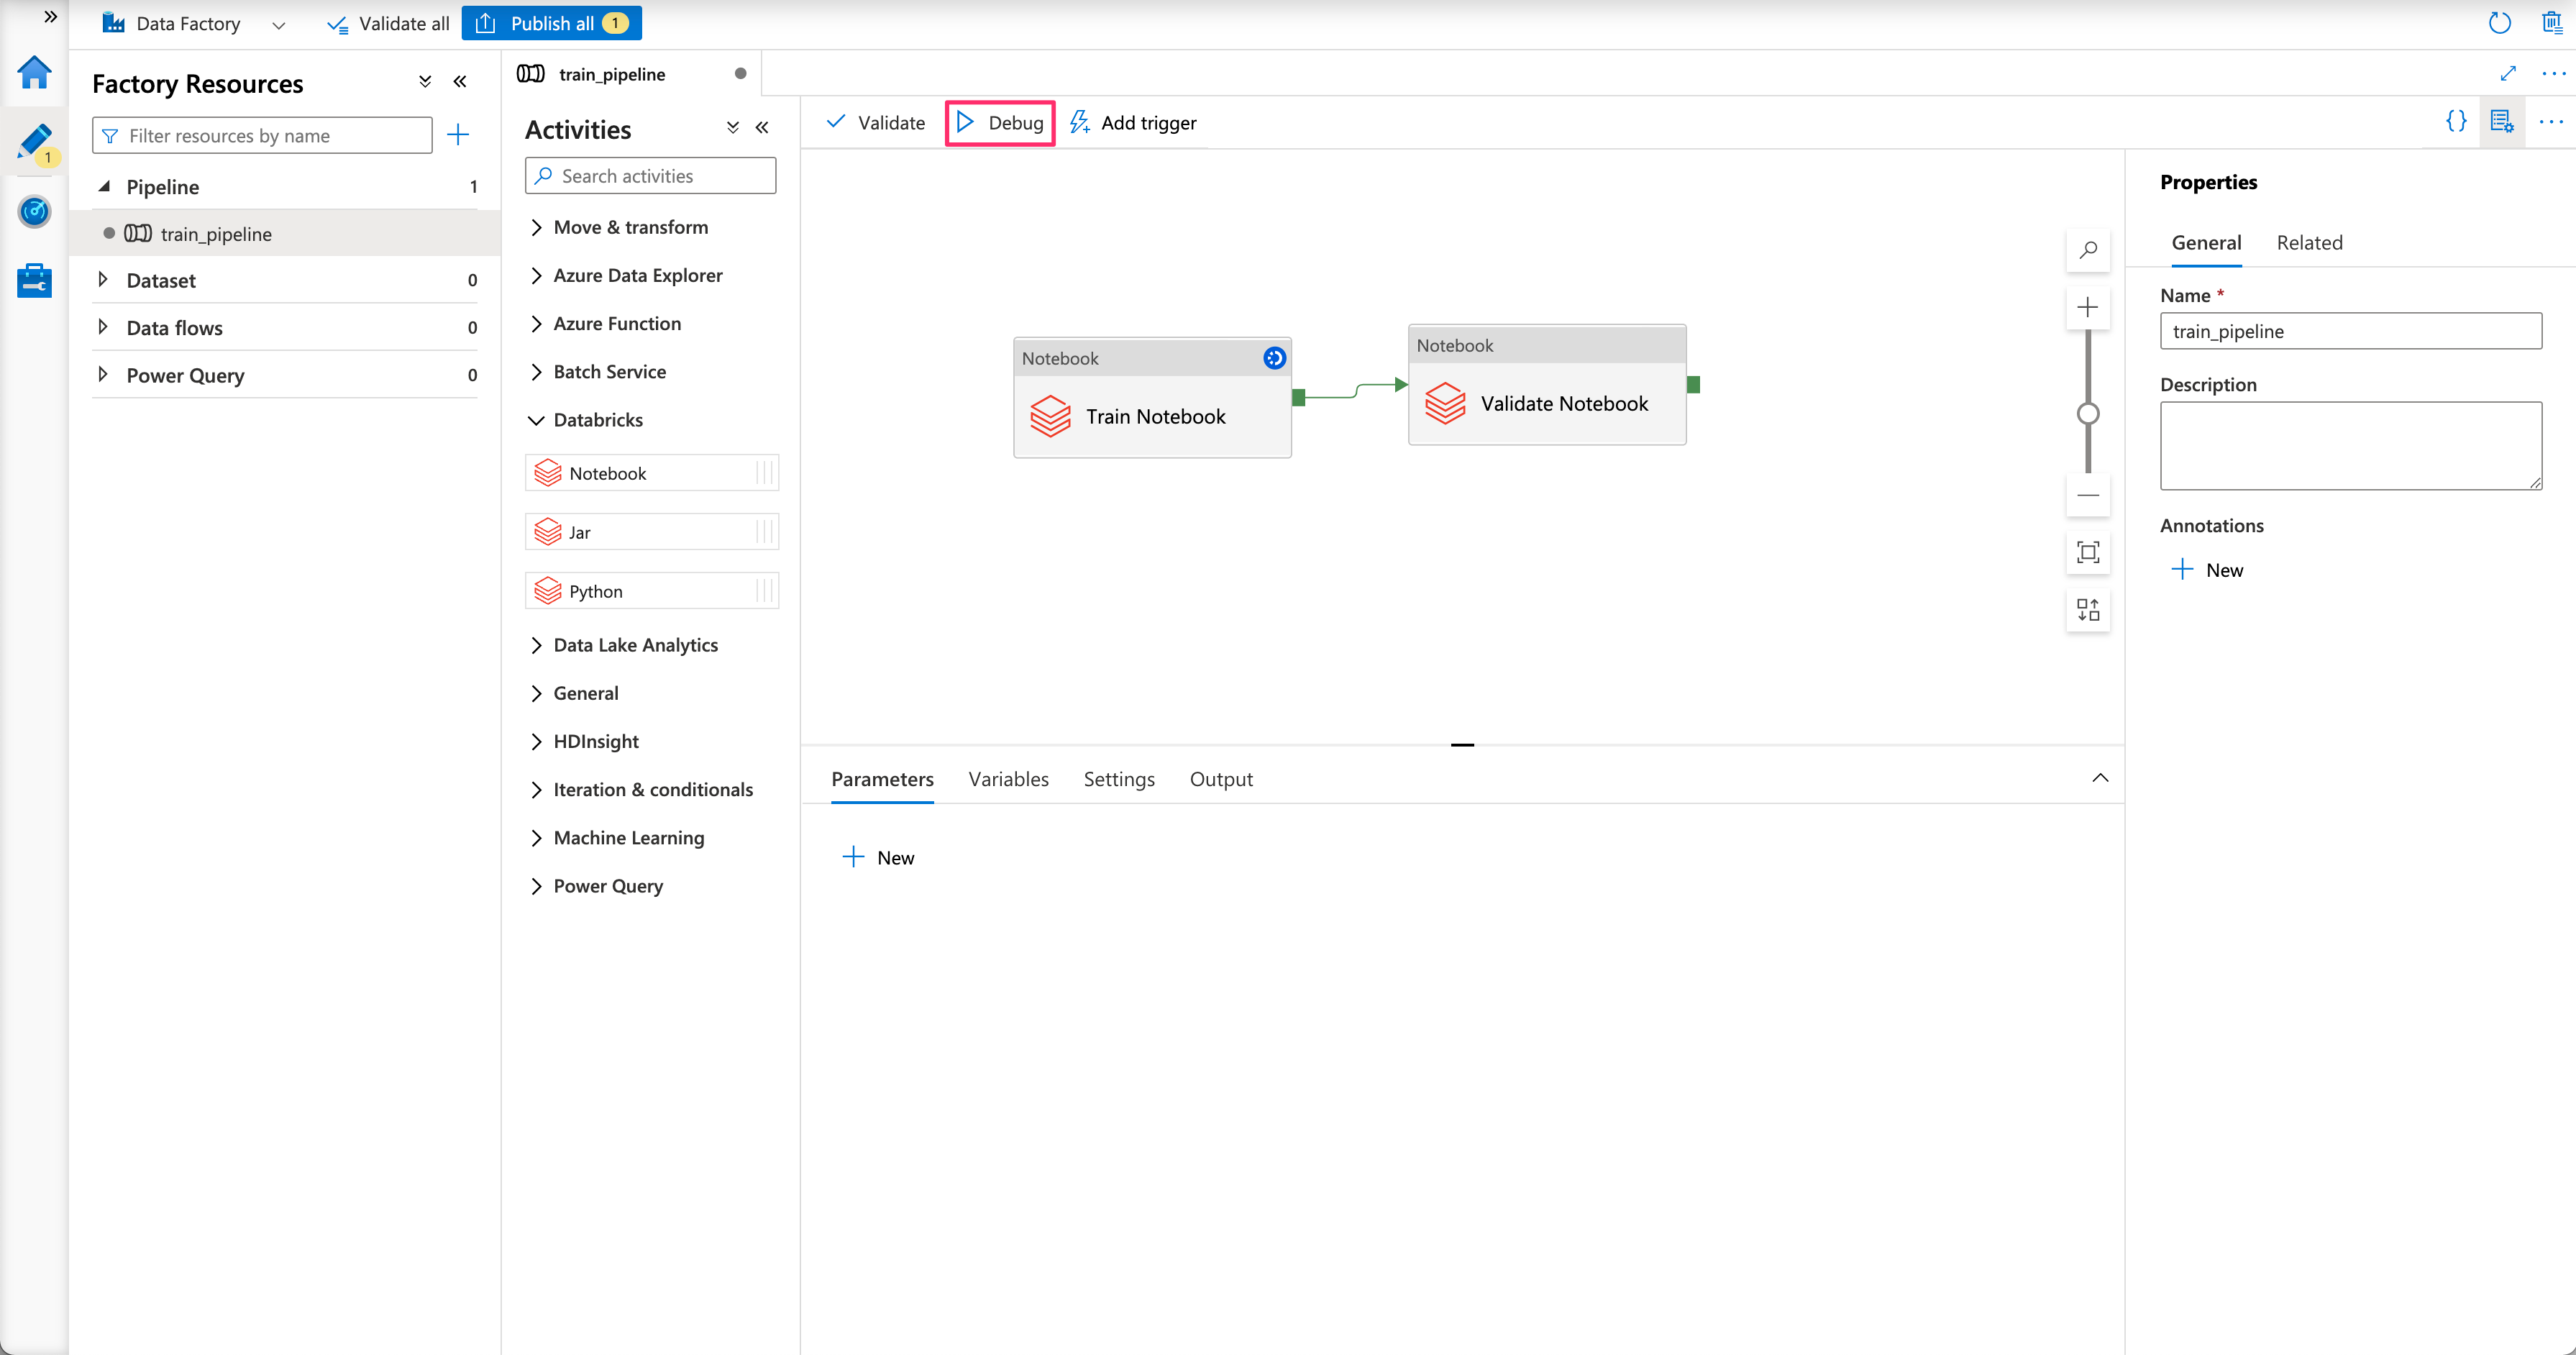 Data Factory
Validate all
Publish all 1
1
Factory Resources
Filter resources by name
Pipeline 1
train_pipeline
Dataset 0
Data flows 0
Power Query 0
train_pipeline
Activities
Search activities
Move & transform
Azure Data Explorer
Azure Function
Batch Service
Databricks
Notebook
Jar
Python
Data Lake Analytics
General
HDInsight
Iteration & conditionals
Machine Learning
Power Query
Validate
Debug
Add trigger
Notebook
Train Notebook
Notebook
Validate Notebook
Parameters Variables Settings Output
New
Properties
General Related
Name *
train_pipeline
Description
Annotations
New